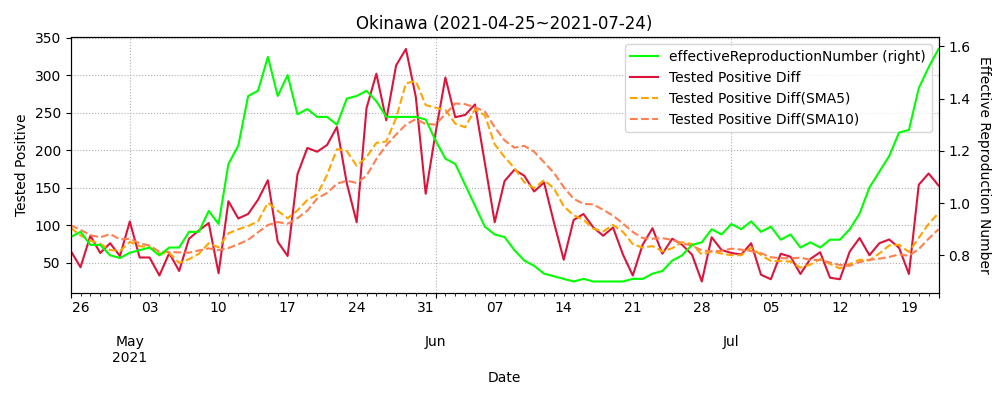 Okinawa (2021-04-25~2021-07-24)
Tested Positive
350
300
250
200
150
100
50
effectiveReproductionNumber (right)
Tested Positive Diff
Tested Positive Diff(SMA5)
Tested Positive Diff(SMA10)
1.6
1.4
1.2
1.0
0.8
Effective Reproduction Number
26 03 10 17 24 31 07 14 21 28 05 12 19
May Jun Jul
2021
Date